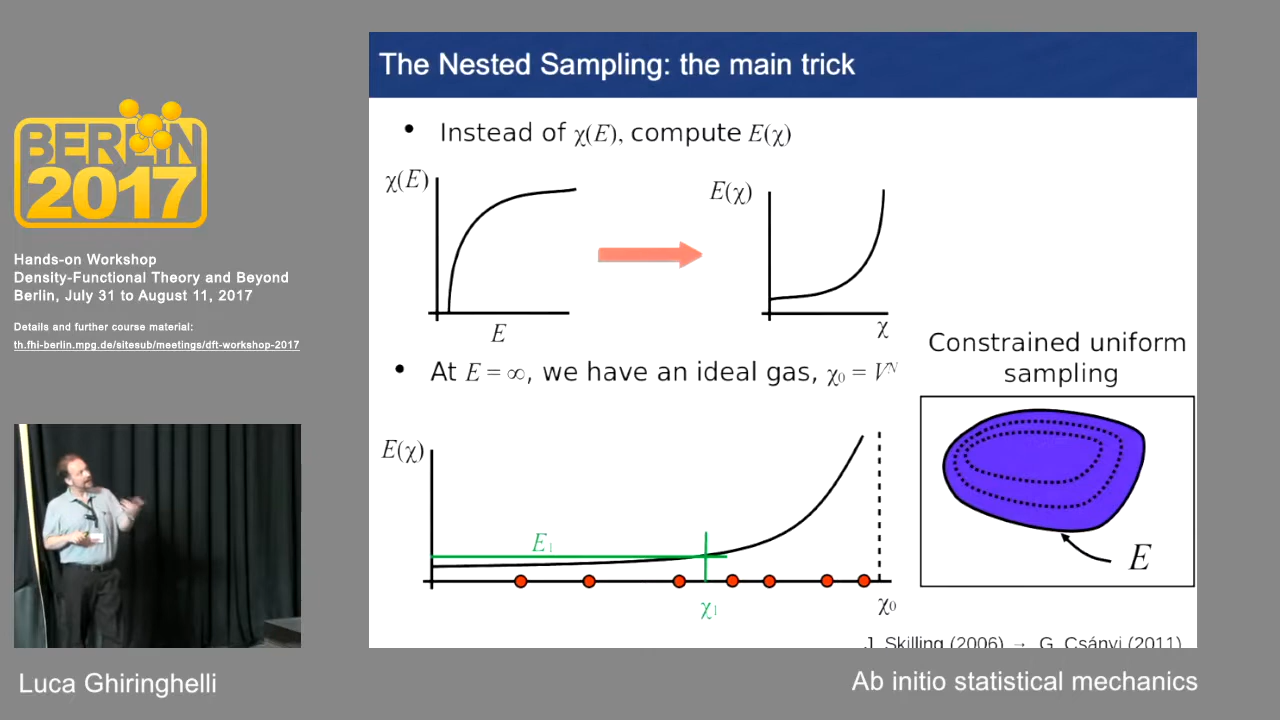 The Nested Sampling: the main trick
BERLIN
2017
Hands-on Workshop
Density-Functional Theory and Beyond
Berlin, July 31 to August 11, 2017
Details and further course material:
th.fhi-berlin.mpg.de/sitesub/meetings/dft-workshop-2017
• Instead of χ(E), compute E(χ)
χ(E)
E
E(χ)
χ
• At E = ∞, we have an ideal gas, χ₀ = Vᴺ
E(χ)
E₁
χ₁
χ₀
Constrained uniform
sampling
E
J. Skilling (2006) → G. Csányi (2011)
Luca Ghiringhelli
Ab initio statistical mechanics